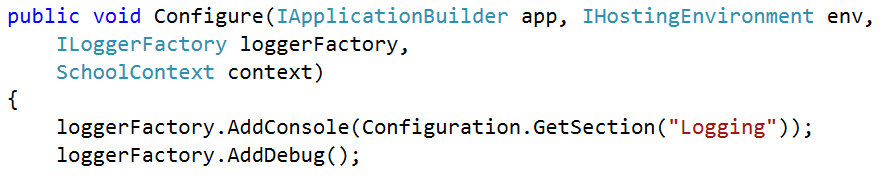 public void Configure(IApplicationBuilder app, IHostingEnvironment env,
    ILoggerFactory loggerFactory,
    SchoolContext context)
{
    loggerFactory.AddConsole(Configuration.GetSection("Logging"));
    loggerFactory.AddDebug();